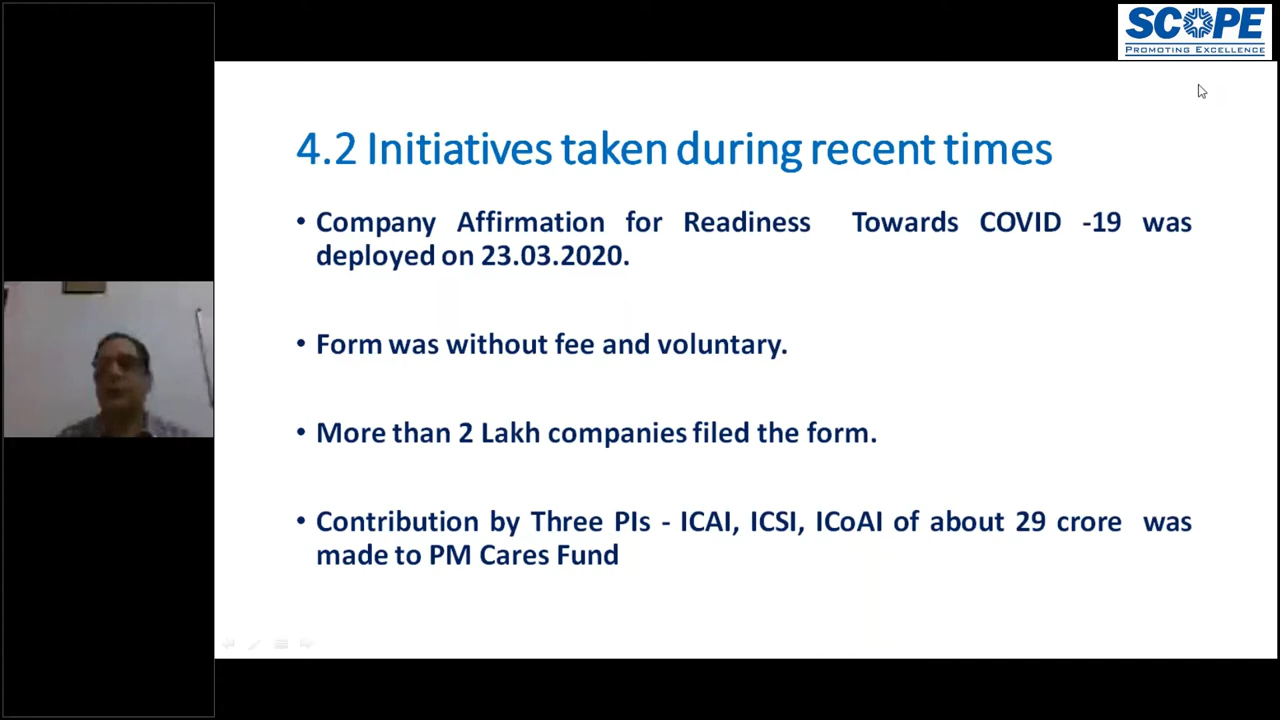 SCOPE
PROMOTING EXCELLENCE
4.2 Initiatives taken during recent times
• Company Affirmation for Readiness Towards COVID -19 was
deployed on 23.03.2020.
• Form was without fee and voluntary.
• More than 2 Lakh companies filed the form.
• Contribution by Three PIs - ICAI, ICSI, ICoAI of about 29 crore was
made to PM Cares Fund